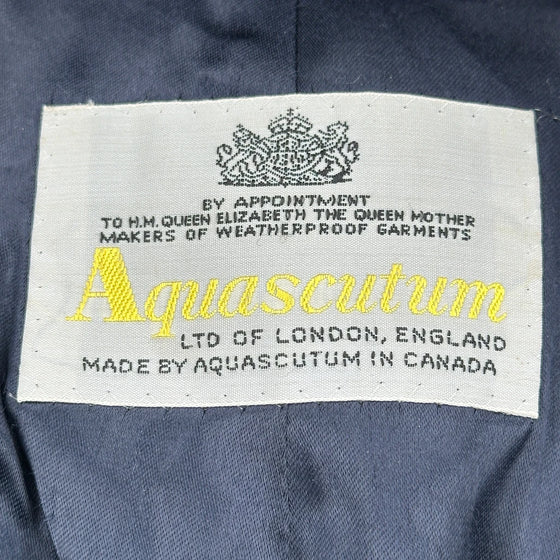 BY APPOINTMENT
TO H.M. QUEEN ELIZABETH THE QUEEN MOTHER
MAKERS OF WEATHERPROOF GARMENTS
Aquascutum
LTD OF LONDON, ENGLAND
MADE BY AQUASCUTUM IN CANADA